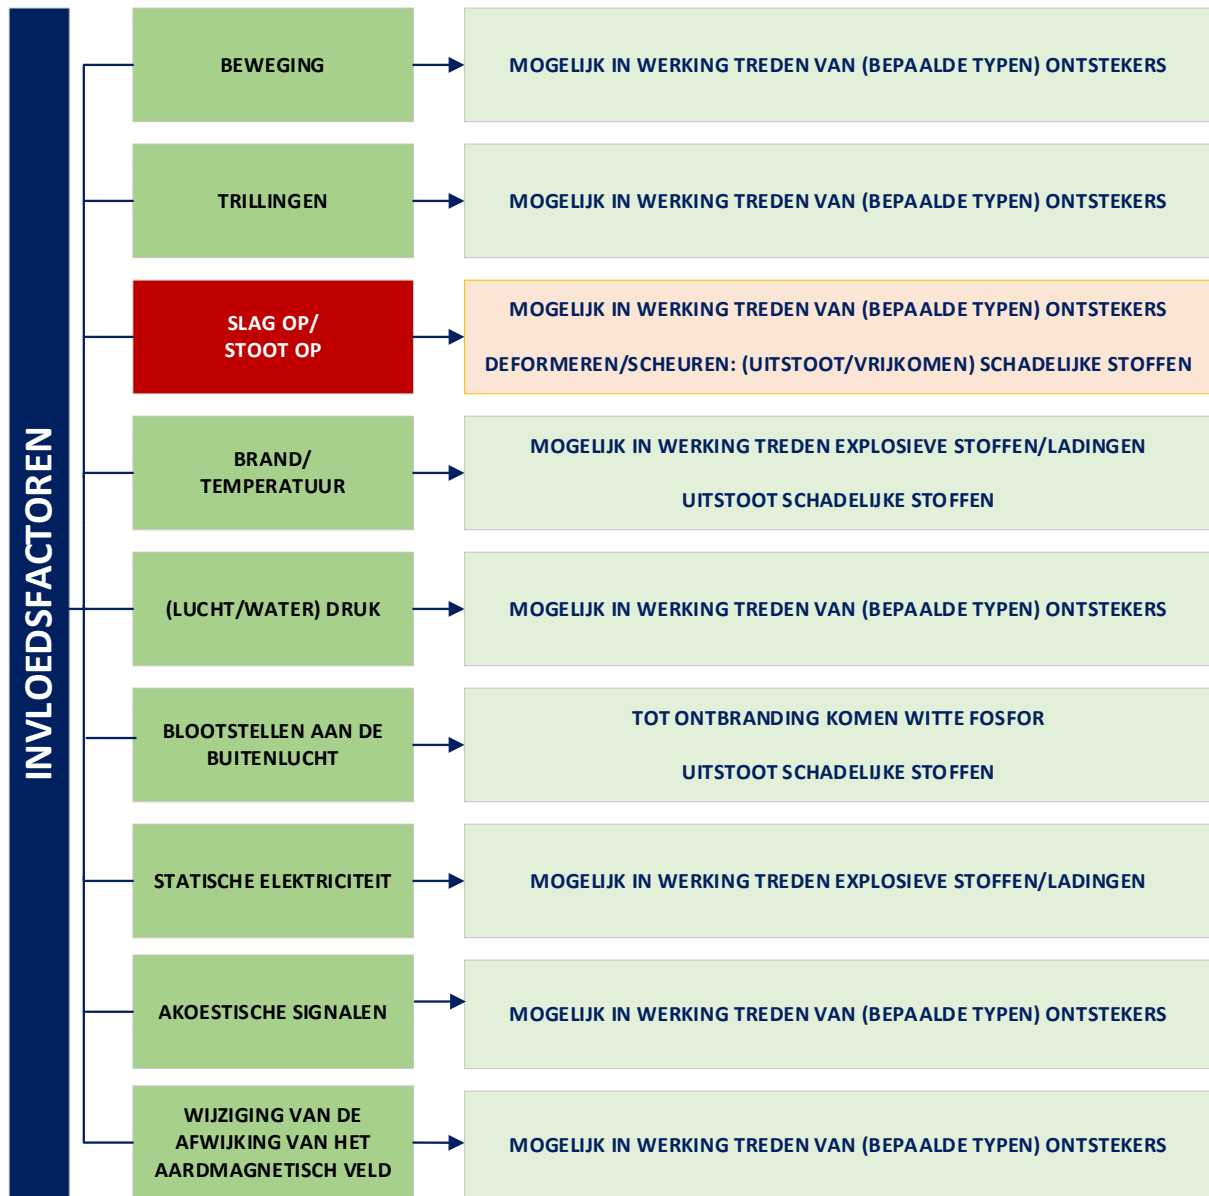 INVLOEDSFACTOREN
BEWEGING
MOGELIJK IN WERKING TREDEN VAN (BEPAALDE TYPEN) ONTSTEKERS
TRILLINGEN
MOGELIJK IN WERKING TREDEN VAN (BEPAALDE TYPEN) ONTSTEKERS
SLAG OP/
STOOT OP
MOGELIJK IN WERKING TREDEN VAN (BEPAALDE TYPEN) ONTSTEKERS
DEFORMEREN/SCHEUREN: (UITSTOOT/VRIJKOMEN) SCHADELIJKE STOFFEN
BRAND/
TEMPERATUUR
MOGELIJK IN WERKING TREDEN EXPLOSIEVE STOFFEN/LADINGEN
UITSTOOT SCHADELIJKE STOFFEN
(LUCHT/WATER) DRUK
MOGELIJK IN WERKING TREDEN VAN (BEPAALDE TYPEN) ONTSTEKERS
BLOOTSTELLEN AAN DE
BUITENLUCHT
TOT ONTBRANDING KOMEN WITTE FOSFOR
UITSTOOT SCHADELIJKE STOFFEN
STATISCHE ELEKTRICITEIT
MOGELIJK IN WERKING TREDEN EXPLOSIEVE STOFFEN/LADINGEN
AKOESTISCHE SIGNALEN
MOGELIJK IN WERKING TREDEN VAN (BEPAALDE TYPEN) ONTSTEKERS
WIJZIGING VAN DE
AFWIJKING VAN HET
AARDMAGNETISCH VELD
MOGELIJK IN WERKING TREDEN VAN (BEPAALDE TYPEN) ONTSTEKERS